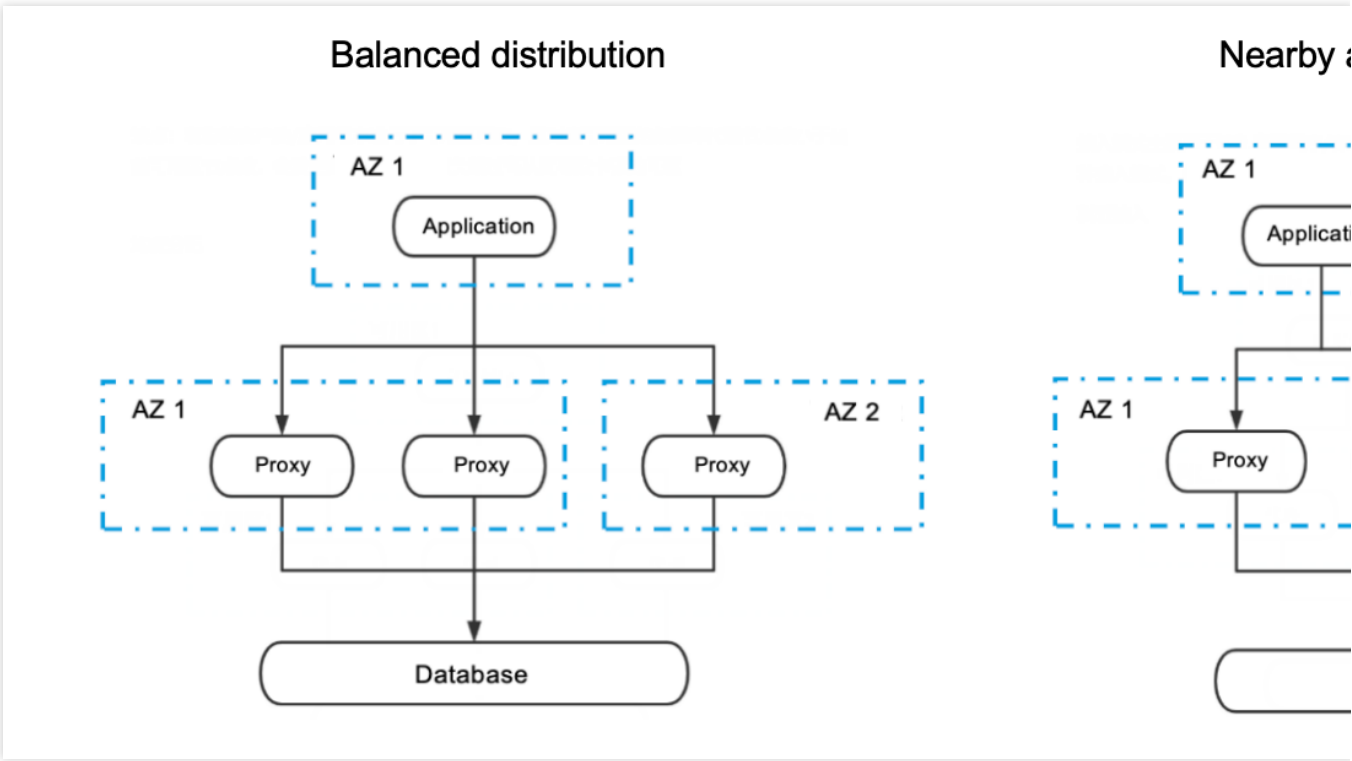 Balanced distribution
AZ 1
Application
AZ 1
Proxy
Proxy
AZ 2
Proxy
Database
Nearby a
AZ 1
Applicati
AZ 1
Proxy